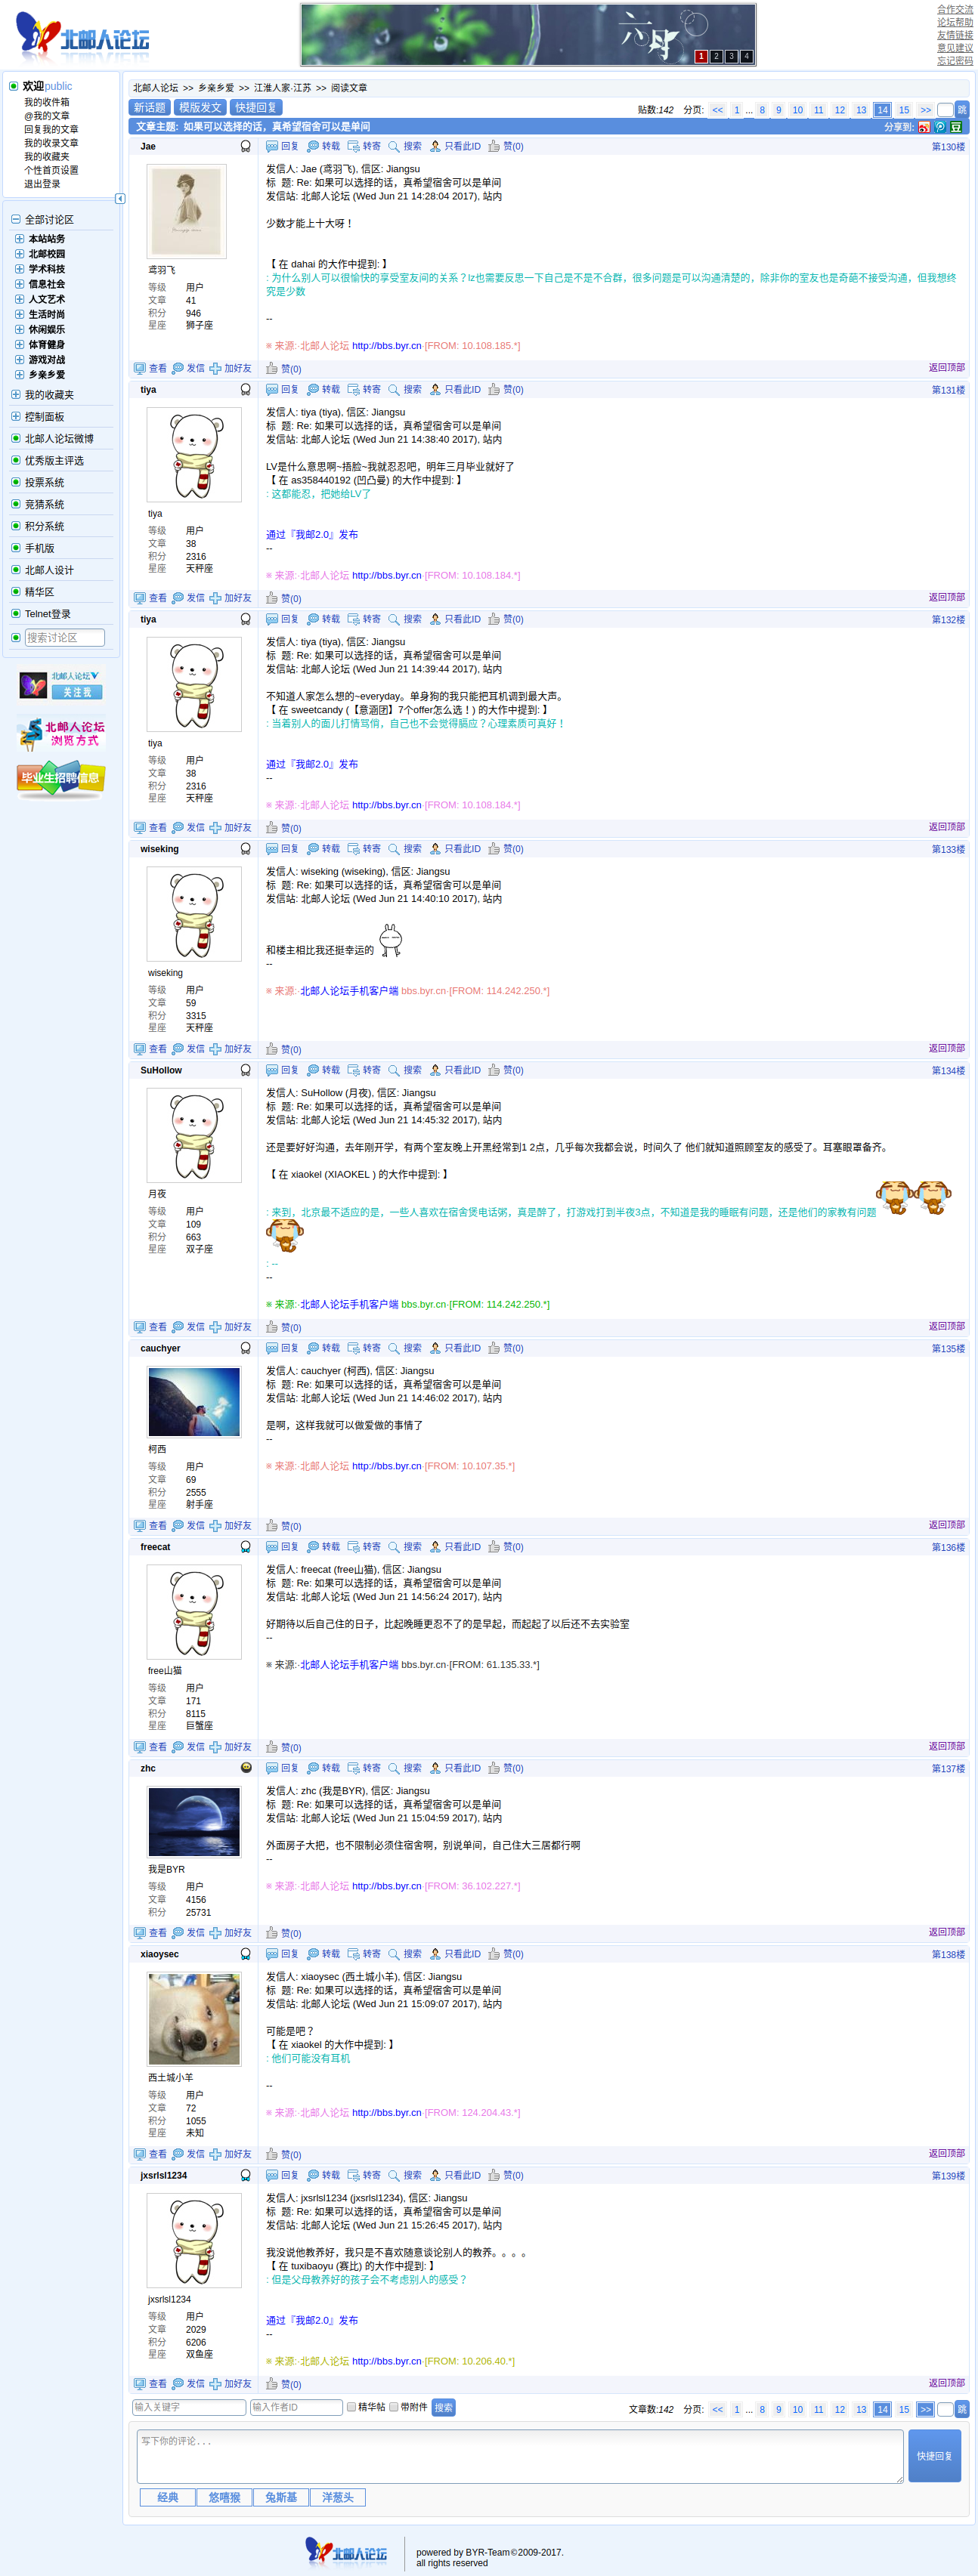 北邮人论坛
六月
1 2 3 4
合作交流
论坛帮助
友情链接
意见建议
忘记密码
欢迎public
我的收件箱
@我的文章
回复我的文章
我的收录文章
我的收藏夹
个性首页设置
退出登录
全部讨论区
本站站务
北邮校园
学术科技
信息社会
人文艺术
生活时尚
休闲娱乐
体育健身
游戏对战
乡亲乡爱
我的收藏夹
控制面板
北邮人论坛微博
优秀版主评选
投票系统
竞猜系统
积分系统
手机版
北邮人设计
精华区
Telnet登录
搜索讨论区
北邮人论坛
关注我
北邮人论坛
浏览方式
毕业生招聘信息
北邮人论坛 >> 乡亲乡爱 >> 江淮人家·江苏 >> 阅读文章
新话题 模版发文 快捷回复
贴数:142 分页: << 1 ... 8 9 10 11 12 13 14 15 >> 跳
文章主题: 如果可以选择的话，真希望宿舍可以是单间 分享到:
Jae 回复 转载 转寄 搜索 只看此ID 赞(0) 第130楼
鸢羽飞
等级 用户
文章 41
积分 946
星座 狮子座
发信人: Jae (鸢羽飞), 信区: Jiangsu
标 题: Re: 如果可以选择的话，真希望宿舍可以是单间
发信站: 北邮人论坛 (Wed Jun 21 14:28:04 2017), 站内
少数才能上十大呀！
【 在 dahai 的大作中提到: 】
: 为什么别人可以很愉快的享受室友间的关系？lz也需要反思一下自己是不是不合群，很多问题是可以沟通清楚的，除非你的室友也是奇葩不接受沟通，但我想终究是少数
--
※ 来源:·北邮人论坛 http://bbs.byr.cn·[FROM: 10.108.185.*]
查看 发信 加好友 赞(0) 返回顶部
tiya 回复 转载 转寄 搜索 只看此ID 赞(0) 第131楼
tiya
等级 用户
文章 38
积分 2316
星座 天秤座
发信人: tiya (tiya), 信区: Jiangsu
标 题: Re: 如果可以选择的话，真希望宿舍可以是单间
发信站: 北邮人论坛 (Wed Jun 21 14:38:40 2017), 站内
LV是什么意思啊~捂脸~我就忍忍吧，明年三月毕业就好了
【 在 as358440192 (凹凸曼) 的大作中提到: 】
: 这都能忍，把她给LV了
通过『我邮2.0』发布
--
※ 来源:·北邮人论坛 http://bbs.byr.cn·[FROM: 10.108.184.*]
查看 发信 加好友 赞(0) 返回顶部
tiya 回复 转载 转寄 搜索 只看此ID 赞(0) 第132楼
tiya
等级 用户
文章 38
积分 2316
星座 天秤座
发信人: tiya (tiya), 信区: Jiangsu
标 题: Re: 如果可以选择的话，真希望宿舍可以是单间
发信站: 北邮人论坛 (Wed Jun 21 14:39:44 2017), 站内
不知道人家怎么想的~everyday。单身狗的我只能把耳机调到最大声。
【 在 sweetcandy (【意涵团】7个offer怎么选！) 的大作中提到: 】
: 当着别人的面儿打情骂俏，自己也不会觉得膈应？心理素质可真好！
通过『我邮2.0』发布
--
※ 来源:·北邮人论坛 http://bbs.byr.cn·[FROM: 10.108.184.*]
查看 发信 加好友 赞(0) 返回顶部
wiseking 回复 转载 转寄 搜索 只看此ID 赞(0) 第133楼
wiseking
等级 用户
文章 59
积分 3315
星座 天秤座
发信人: wiseking (wiseking), 信区: Jiangsu
标 题: Re: 如果可以选择的话，真希望宿舍可以是单间
发信站: 北邮人论坛 (Wed Jun 21 14:40:10 2017), 站内
和楼主相比我还挺幸运的
--
※ 来源:·北邮人论坛手机客户端 bbs.byr.cn·[FROM: 114.242.250.*]
查看 发信 加好友 赞(0) 返回顶部
SuHollow 回复 转载 转寄 搜索 只看此ID 赞(0) 第134楼
月夜
等级 用户
文章 109
积分 663
星座 双子座
发信人: SuHollow (月夜), 信区: Jiangsu
标 题: Re: 如果可以选择的话，真希望宿舍可以是单间
发信站: 北邮人论坛 (Wed Jun 21 14:45:32 2017), 站内
还是要好好沟通，去年刚开学，有两个室友晚上开黑经常到1 2点，几乎每次我都会说，时间久了 他们就知道照顾室友的感受了。耳塞眼罩备齐。
【 在 xiaokel (XIAOKEL ) 的大作中提到: 】
: 来到，北京最不适应的是，一些人喜欢在宿舍煲电话粥，真是醉了，打游戏打到半夜3点，不知道是我的睡眠有问题，还是他们的家教有问题
: --
--
※ 来源:·北邮人论坛手机客户端 bbs.byr.cn·[FROM: 114.242.250.*]
查看 发信 加好友 赞(0) 返回顶部
cauchyer 回复 转载 转寄 搜索 只看此ID 赞(0) 第135楼
柯西
等级 用户
文章 69
积分 2555
星座 射手座
发信人: cauchyer (柯西), 信区: Jiangsu
标 题: Re: 如果可以选择的话，真希望宿舍可以是单间
发信站: 北邮人论坛 (Wed Jun 21 14:46:02 2017), 站内
是啊，这样我就可以做爱做的事情了
--
※ 来源:·北邮人论坛 http://bbs.byr.cn·[FROM: 10.107.35.*]
查看 发信 加好友 赞(0) 返回顶部
freecat 回复 转载 转寄 搜索 只看此ID 赞(0) 第136楼
free山猫
等级 用户
文章 171
积分 8115
星座 巨蟹座
发信人: freecat (free山猫), 信区: Jiangsu
标 题: Re: 如果可以选择的话，真希望宿舍可以是单间
发信站: 北邮人论坛 (Wed Jun 21 14:56:24 2017), 站内
好期待以后自己住的日子，比起晚睡更忍不了的是早起，而起起了以后还不去实验室
--
※ 来源:·北邮人论坛手机客户端 bbs.byr.cn·[FROM: 61.135.33.*]
查看 发信 加好友 赞(0) 返回顶部
zhc 回复 转载 转寄 搜索 只看此ID 赞(0) 第137楼
我是BYR
等级 用户
文章 4156
积分 25731
发信人: zhc (我是BYR), 信区: Jiangsu
标 题: Re: 如果可以选择的话，真希望宿舍可以是单间
发信站: 北邮人论坛 (Wed Jun 21 15:04:59 2017), 站内
外面房子大把，也不限制必须住宿舍啊，别说单间，自己住大三居都行啊
--
※ 来源:·北邮人论坛 http://bbs.byr.cn·[FROM: 36.102.227.*]
查看 发信 加好友 赞(0) 返回顶部
xiaoysec 回复 转载 转寄 搜索 只看此ID 赞(0) 第138楼
西土城小羊
等级 用户
文章 72
积分 1055
星座 未知
发信人: xiaoysec (西土城小羊), 信区: Jiangsu
标 题: Re: 如果可以选择的话，真希望宿舍可以是单间
发信站: 北邮人论坛 (Wed Jun 21 15:09:07 2017), 站内
可能是吧？
【 在 xiaokel 的大作中提到: 】
: 他们可能没有耳机
--
※ 来源:·北邮人论坛 http://bbs.byr.cn·[FROM: 124.204.43.*]
查看 发信 加好友 赞(0) 返回顶部
jxsrlsl1234 回复 转载 转寄 搜索 只看此ID 赞(0) 第139楼
jxsrlsl1234
等级 用户
文章 2029
积分 6206
星座 双鱼座
发信人: jxsrlsl1234 (jxsrlsl1234), 信区: Jiangsu
标 题: Re: 如果可以选择的话，真希望宿舍可以是单间
发信站: 北邮人论坛 (Wed Jun 21 15:26:45 2017), 站内
我没说他教养好，我只是不喜欢随意谈论别人的教养。。。。
【 在 tuxibaoyu (赛比) 的大作中提到: 】
: 但是父母教养好的孩子会不考虑别人的感受？
通过『我邮2.0』发布
--
※ 来源:·北邮人论坛 http://bbs.byr.cn·[FROM: 10.206.40.*]
查看 发信 加好友 赞(0) 返回顶部
输入关键字 输入作者ID 精华帖 带附件 搜索
文章数:142 分页: << 1 ... 8 9 10 11 12 13 14 15 >> 跳
写下你的评论...
快捷回复
经典 悠嘻猴 兔斯基 洋葱头
北邮人论坛
powered by BYR-Team©2009-2017.
all rights reserved